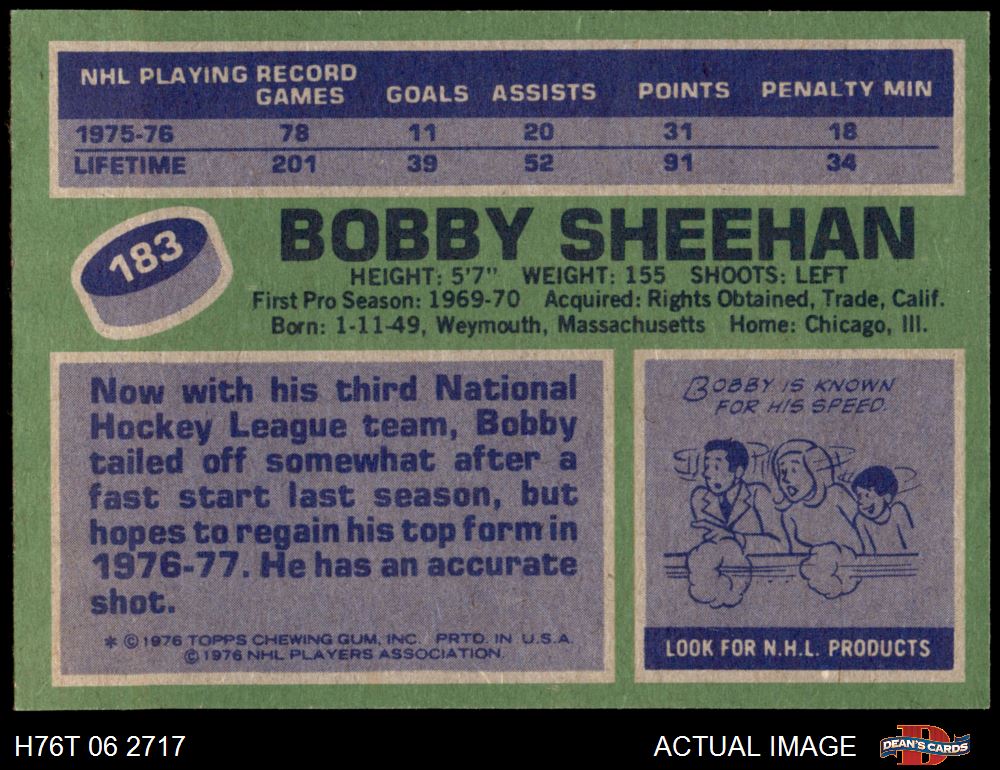 NHL PLAYING RECORD
GAMES GOALS ASSISTS POINTS PENALTY MIN
1975-76 78 11 20 31 18
LIFETIME 201 39 52 91 34
183
BOBBY SHEEHAN
HEIGHT: 5'7" WEIGHT: 155 SHOOTS: LEFT
First Pro Season: 1969-70 Acquired: Rights Obtained, Trade, Calif.
Born: 1-11-49, Weymouth, Massachusetts Home: Chicago, Ill.
Now with his third National
Hockey League team, Bobby
tailed off somewhat after a
fast start last season, but
hopes to regain his top form in
1976-77. He has an accurate
shot.
* © 1976 TOPPS CHEWING GUM, INC. PRTD. IN U.S.A.
© 1976 NHL PLAYERS ASSOCIATION.
BOBBY IS KNOWN
FOR HIS SPEED.
LOOK FOR N.H.L. PRODUCTS
H76T 06 2717 ACTUAL IMAGE
D
DEAN'S CARDS